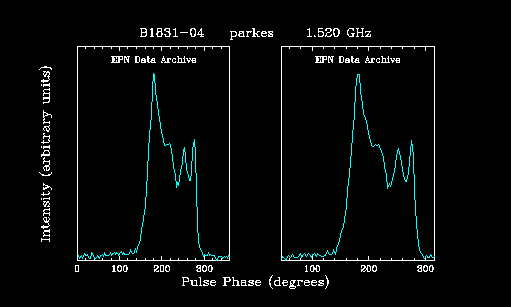 B1831-04 parkes 1.520 GHz
EPN Data Archive EPN Data Archive
Intensity (arbitrary units)
0 100 200 300 100 200 300
Pulse Phase (degrees)